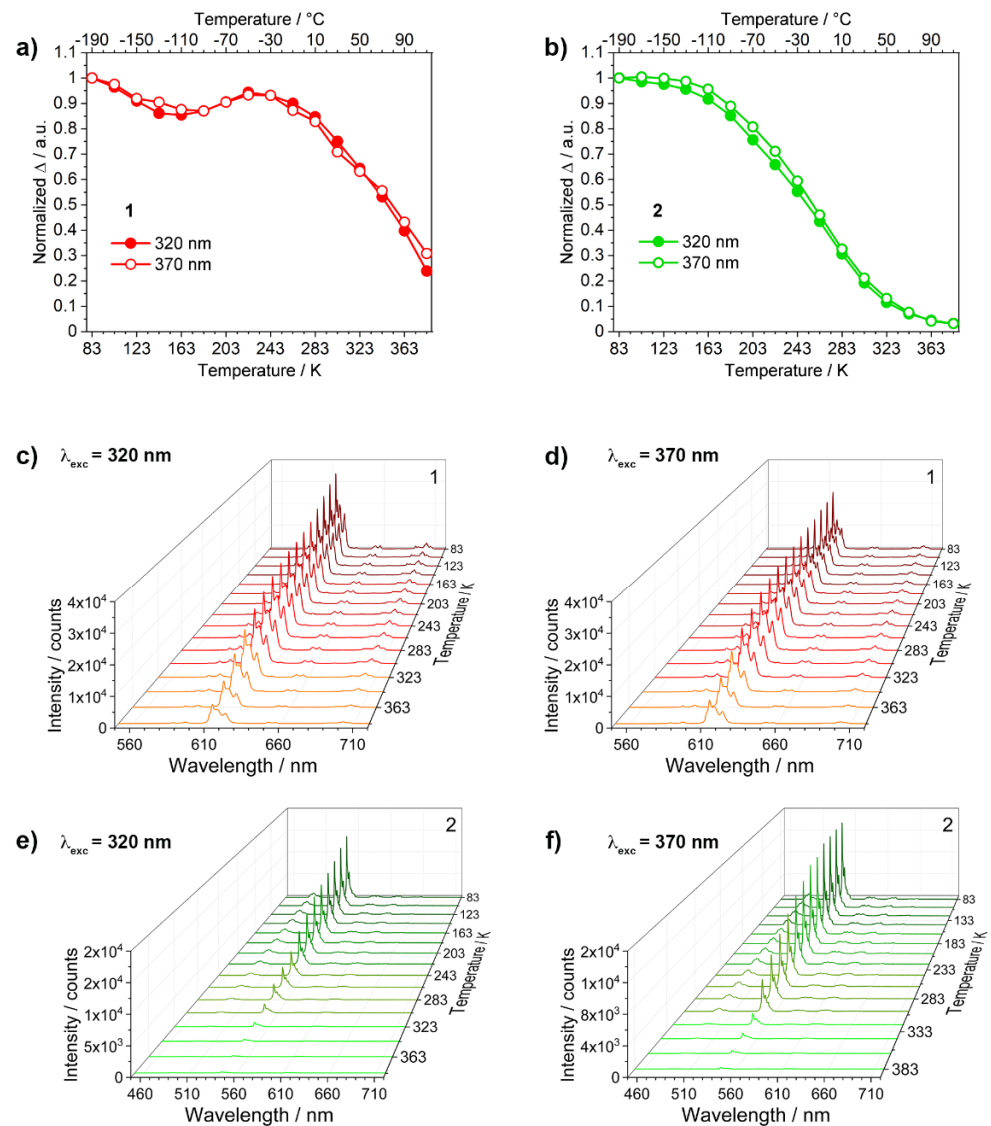 a)
Temperature / °C
-190 -150 -110 -70 -30 10 50 90
1.1
1
0.9
0.8
0.7
0.6
0.5
0.4
0.3
0.2
0.1
0
Normalized Δ / a.u.
1
320 nm
370 nm
83 123 163 203 243 283 323 363
Temperature / K
b)
Temperature / °C
-190 -150 -110 -70 -30 10 50 90
1.1
1
0.9
0.8
0.7
0.6
0.5
0.4
0.3
0.2
0.1
0
Normalized Δ / a.u.
2
320 nm
370 nm
83 123 163 203 243 283 323 363
Temperature / K
c) λexc = 320 nm
1
4x10⁴
3x10⁴
2x10⁴
1x10⁴
0
Intensity / counts
560 610 660 710
Wavelength / nm
83
123
163
203
243
283
323
363
Temperature / K
d) λexc = 370 nm
1
4x10⁴
3x10⁴
2x10⁴
1x10⁴
0
Intensity / counts
560 610 660 710
Wavelength / nm
83
123
163
203
243
283
323
363
Temperature / K
e) λexc = 320 nm
2
2x10⁴
2x10⁴
1x10⁴
5x10³
0
Intensity / counts
460 510 560 610 660 710
Wavelength / nm
83
123
163
203
243
283
323
363
Temperature / K
f) λexc = 370 nm
2
2x10⁴
2x10⁴
1x10⁴
8x10³
4x10³
0
Intensity / counts
460 510 560 610 660 710
Wavelength / nm
83
133
183
233
283
333
383
Temperature / K